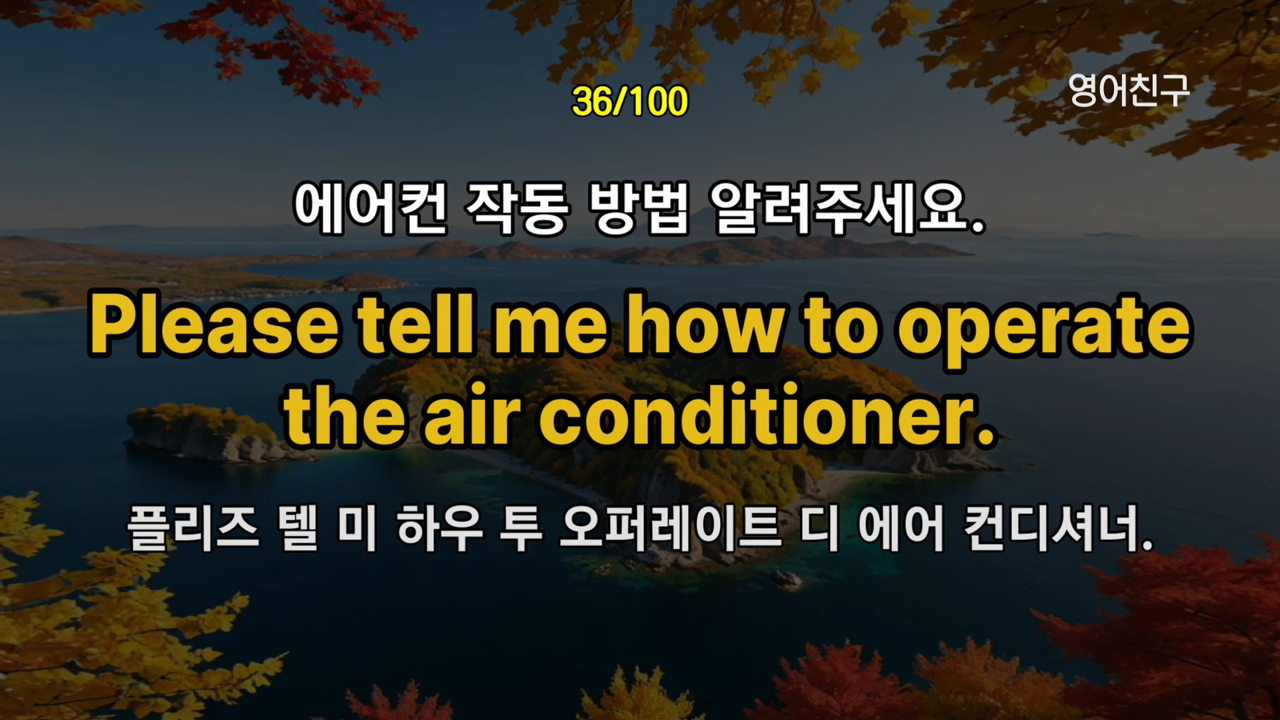 36/100
영어친구
에어컨 작동 방법 알려주세요.
Please tell me how to operate
the air conditioner.
플리즈 텔 미 하우 투 오퍼레이트 디 에어 컨디셔너.